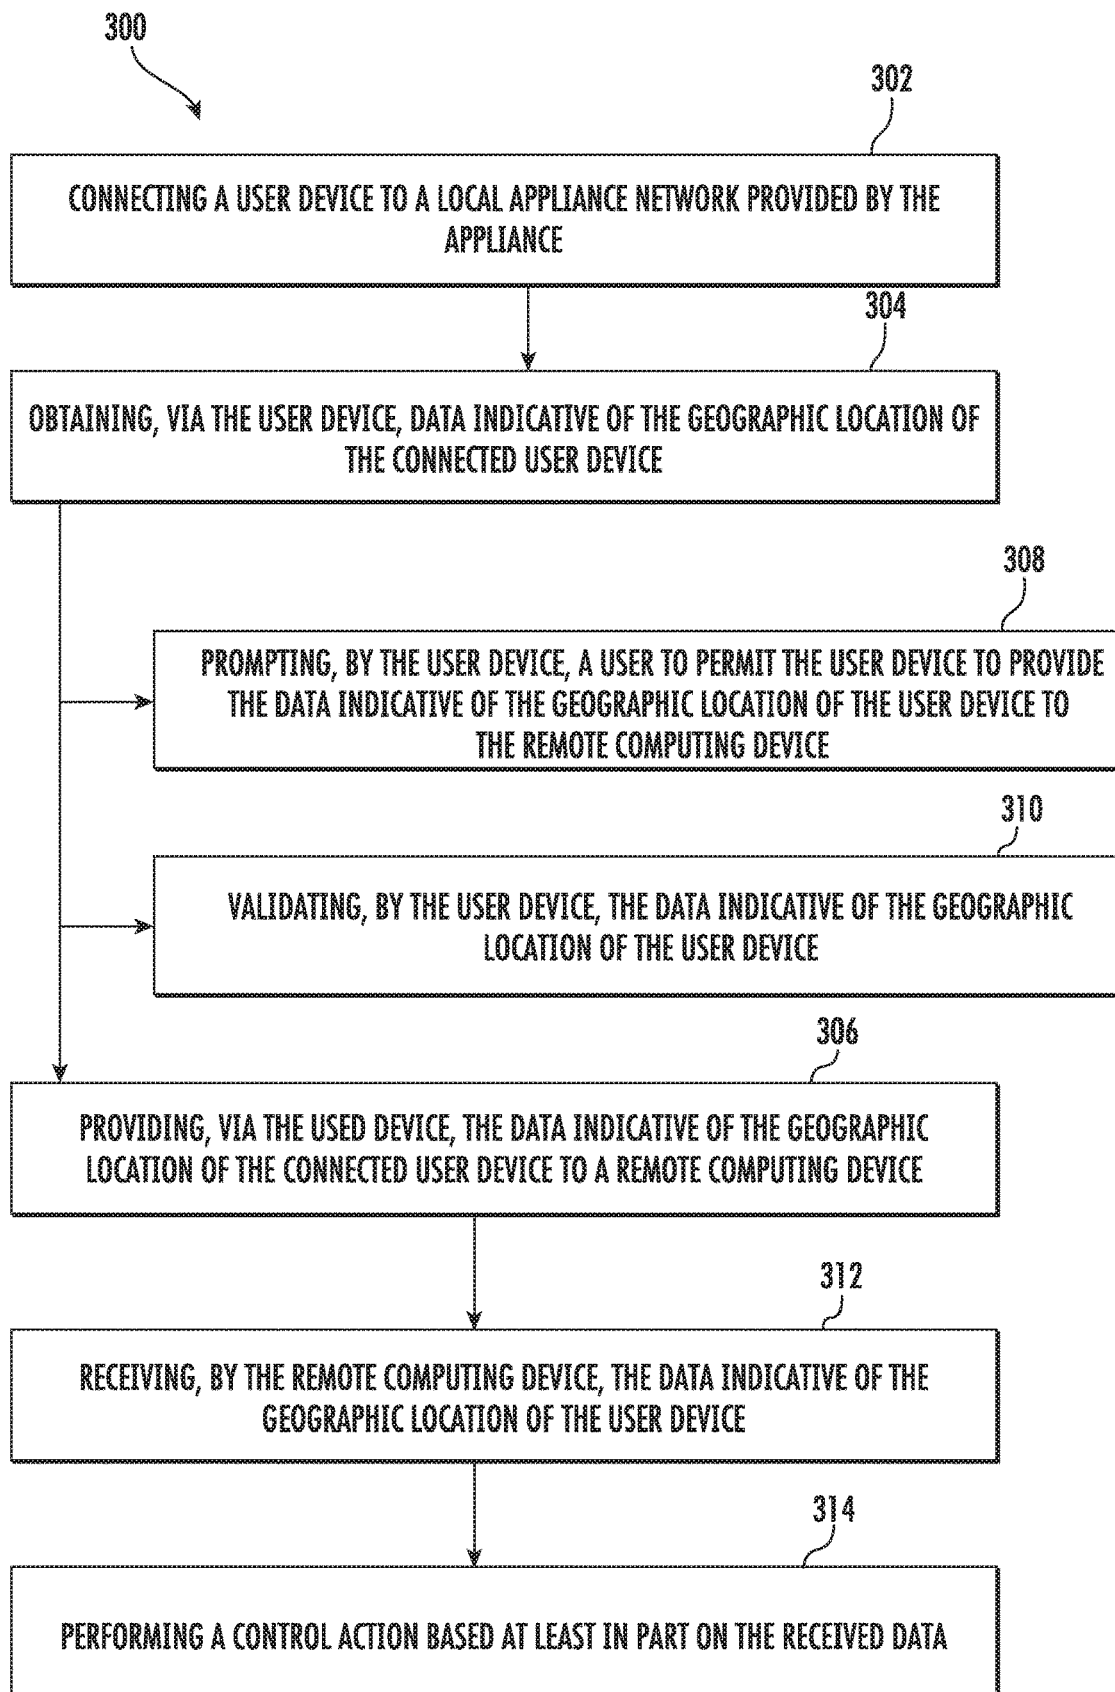 300
302
CONNECTING A USER DEVICE TO A LOCAL APPLIANCE NETWORK PROVIDED BY THE
APPLIANCE
304
OBTAINING, VIA THE USER DEVICE, DATA INDICATIVE OF THE GEOGRAPHIC LOCATION OF
THE CONNECTED USER DEVICE
308
PROMPTING, BY THE USER DEVICE, A USER TO PERMIT THE USER DEVICE TO PROVIDE
THE DATA INDICATIVE OF THE GEOGRAPHIC LOCATION OF THE USER DEVICE TO
THE REMOTE COMPUTING DEVICE
310
VALIDATING, BY THE USER DEVICE, THE DATA INDICATIVE OF THE GEOGRAPHIC
LOCATION OF THE USER DEVICE
306
PROVIDING, VIA THE USED DEVICE, THE DATA INDICATIVE OF THE GEOGRAPHIC
LOCATION OF THE CONNECTED USER DEVICE TO A REMOTE COMPUTING DEVICE
312
RECEIVING, BY THE REMOTE COMPUTING DEVICE, THE DATA INDICATIVE OF THE
GEOGRAPHIC LOCATION OF THE USER DEVICE
314
PERFORMING A CONTROL ACTION BASED AT LEAST IN PART ON THE RECEIVED DATA